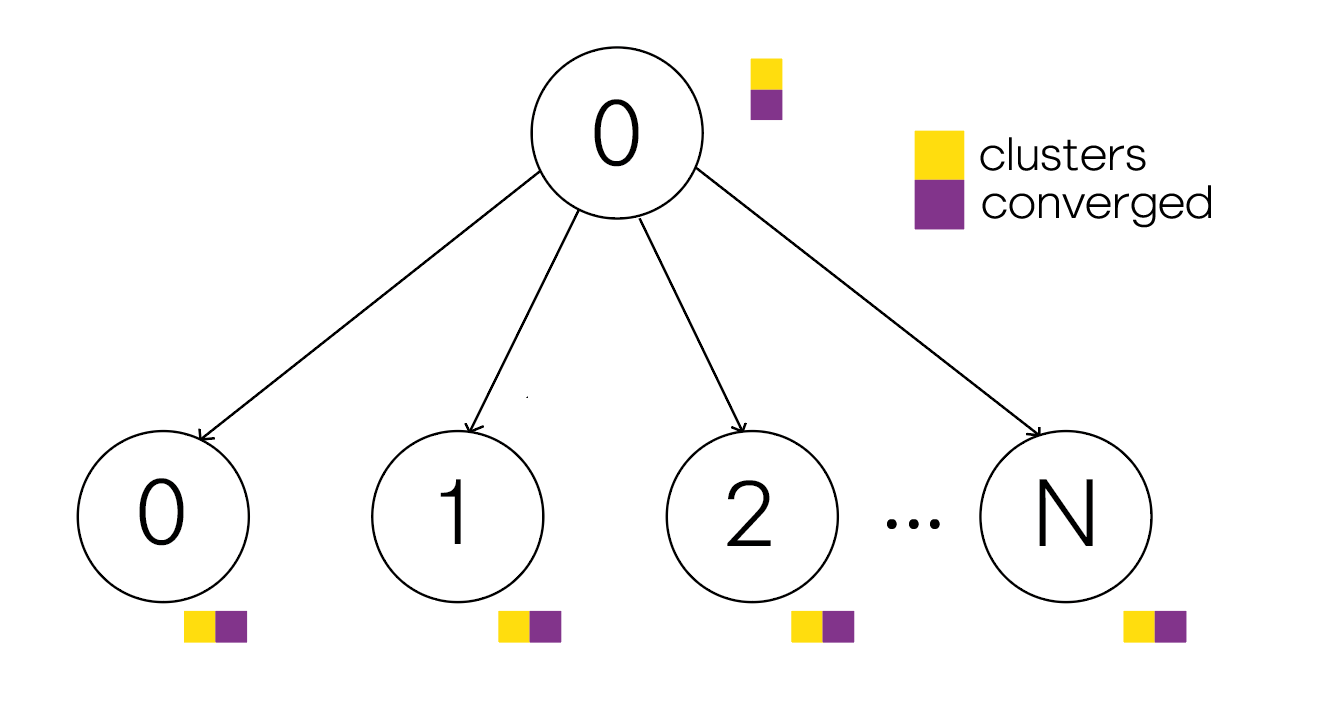 0
clusters
converged
0 1 2 ... N